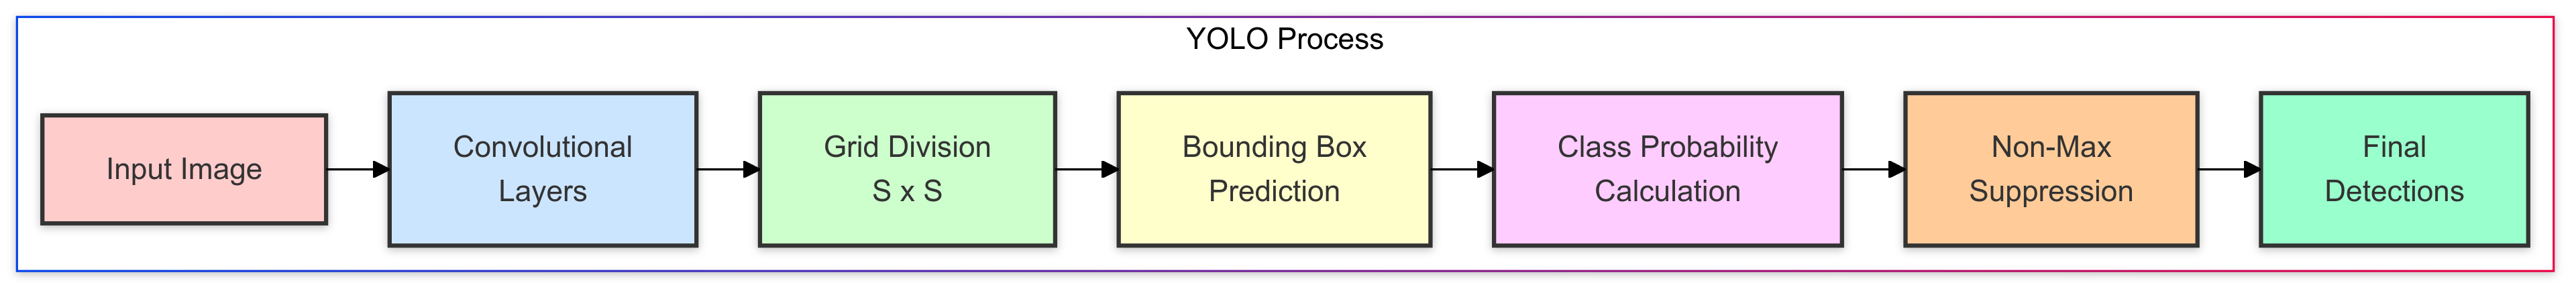 YOLO Process
Input Image
Convolutional
Layers
Grid Division
S x S
Bounding Box
Prediction
Class Probability
Calculation
Non-Max
Suppression
Final
Detections